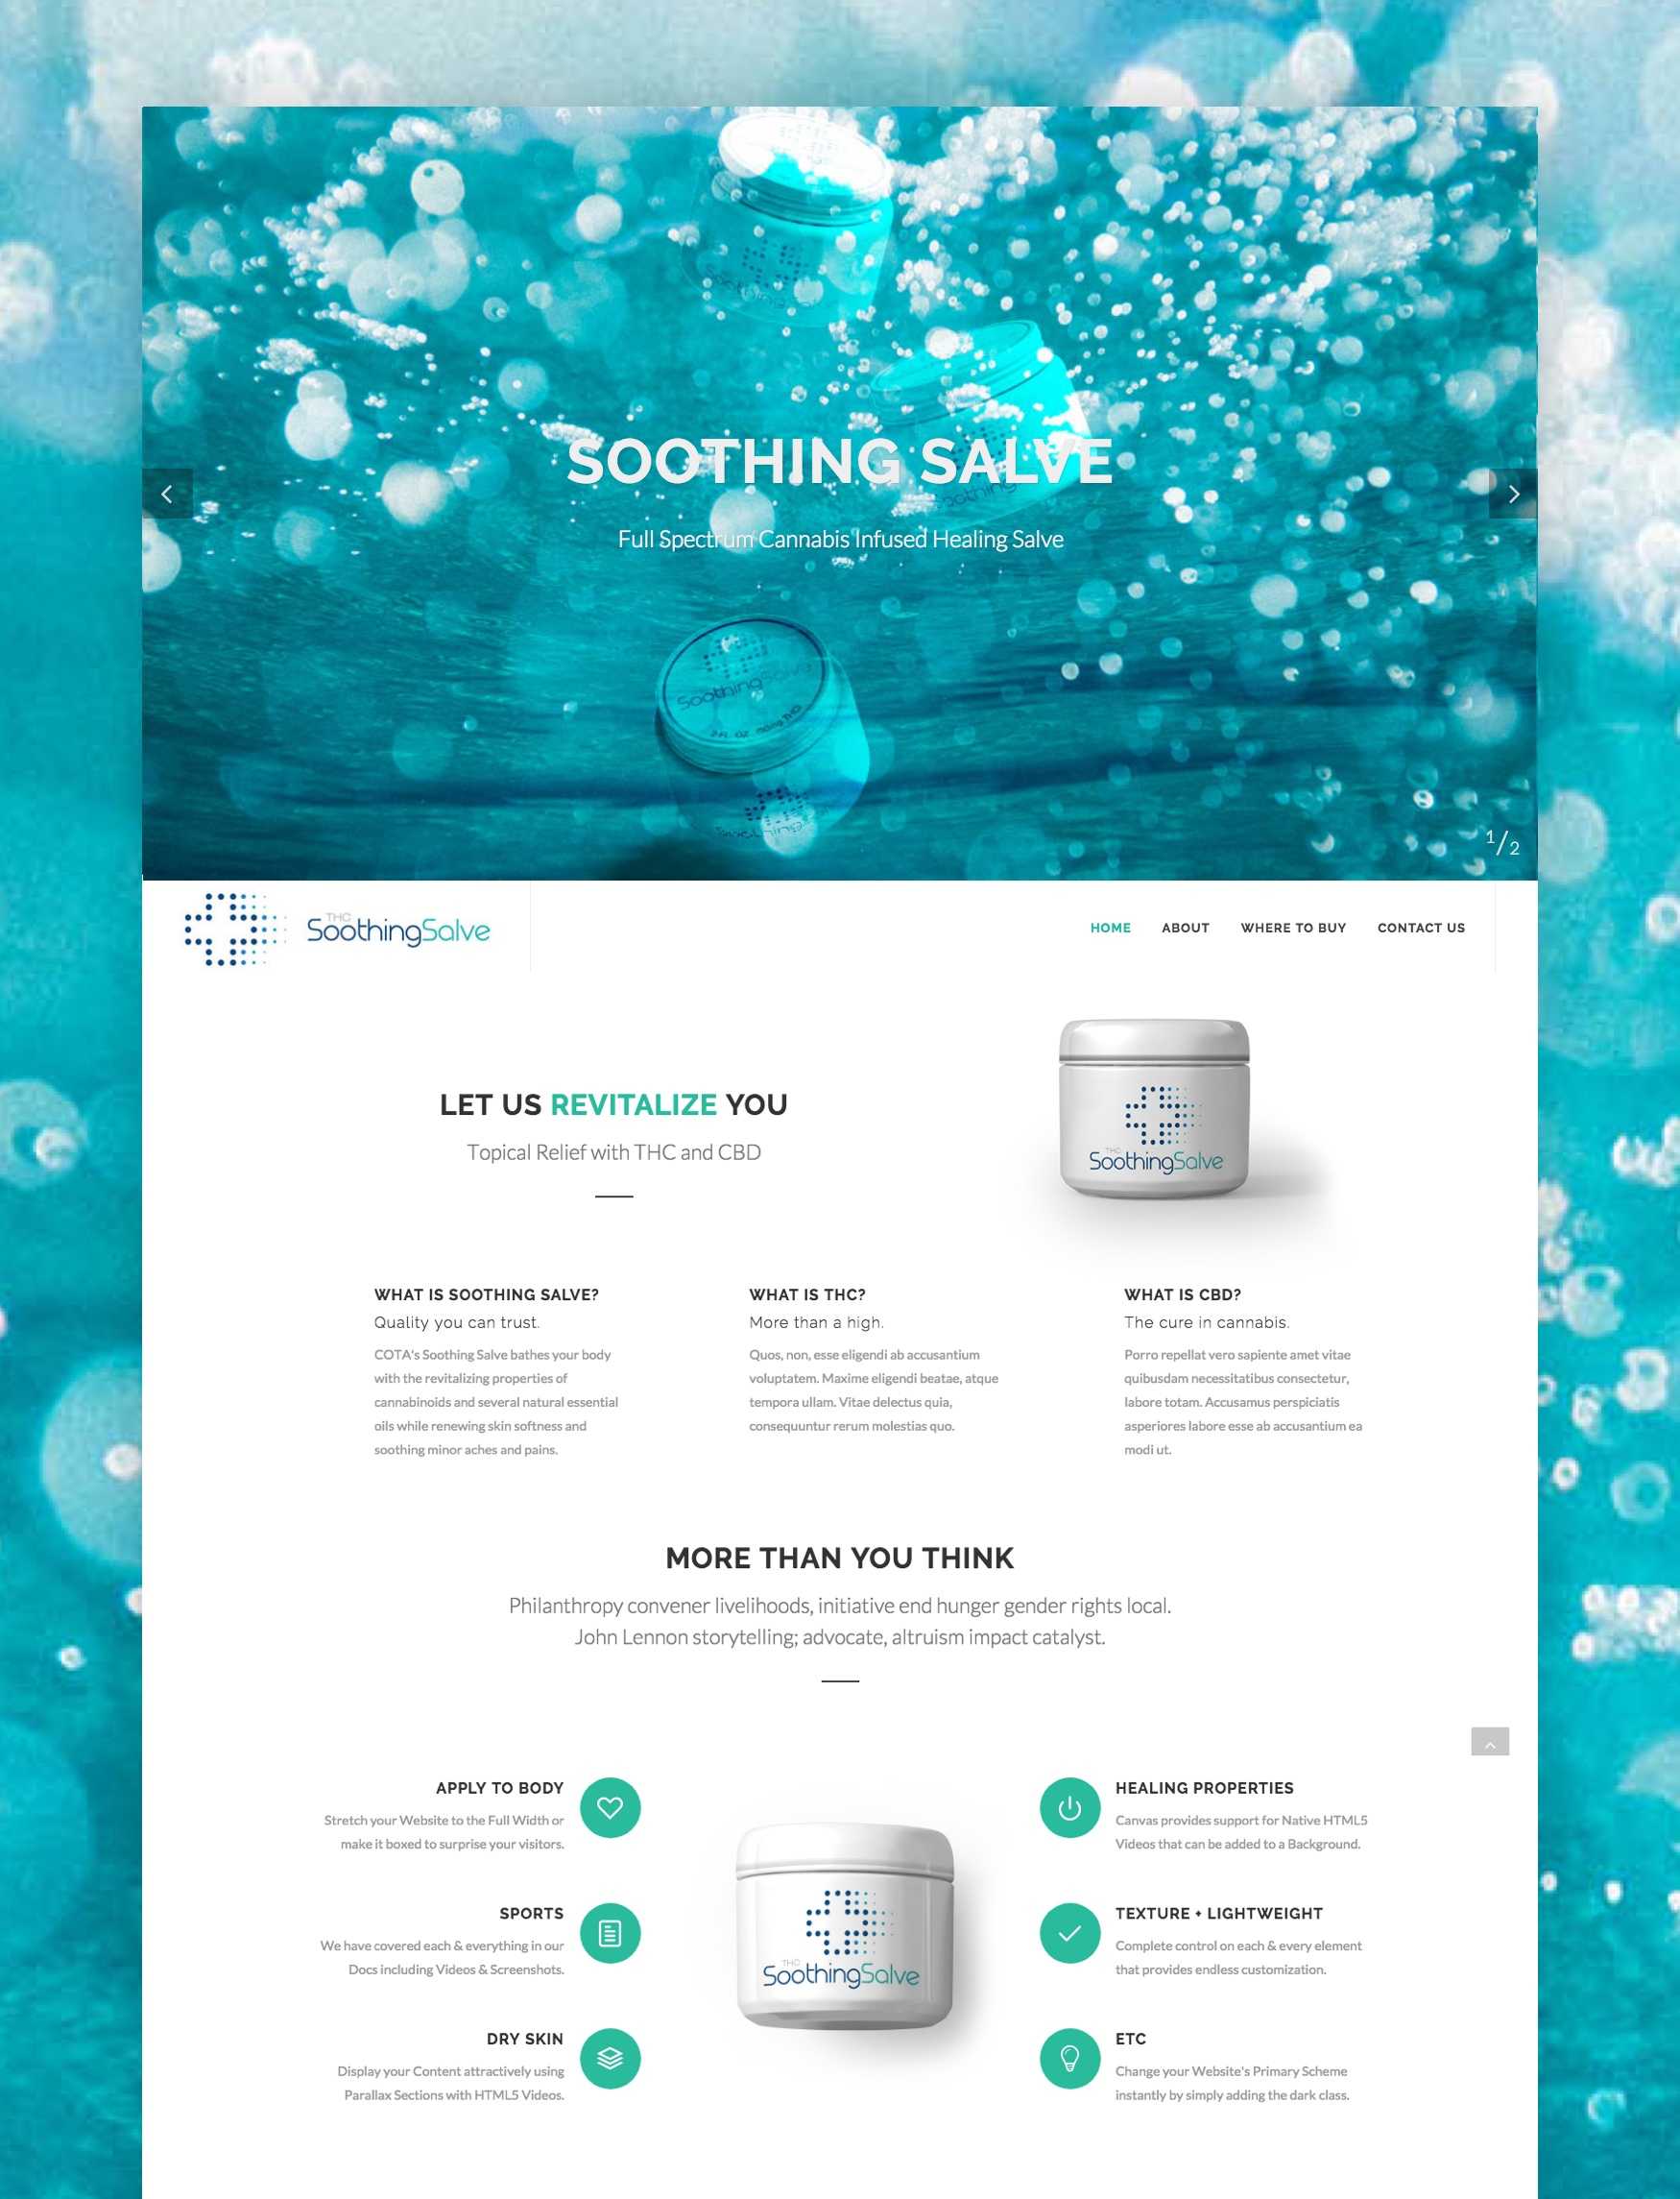 SOOTHING SALVE
Full Spectrum Cannabis Infused Healing Salve
SoothingSalve
1/2
THC
SoothingSalve
HOME ABOUT WHERE TO BUY CONTACT US
LET US REVITALIZE YOU
Topical Relief with THC and CBD
THC
SoothingSalve
WHAT IS SOOTHING SALVE?
Quality you can trust.
COTA's Soothing Salve bathes your body
with the revitalizing properties of
cannabinoids and several natural essential
oils while renewing skin softness and
soothing minor aches and pains.
WHAT IS THC?
More than a high.
Quos, non, esse eligendi ab accusantium
voluptatem. Maxime eligendi beatae, atque
tempora ullam. Vitae delectus quia,
consequuntur rerum molestias quo.
WHAT IS CBD?
The cure in cannabis.
Porro repellat vero sapiente amet vitae
quibusdam necessitatibus consectetur,
labore totam. Accusamus perspiciatis
asperiores labore esse ab accusantium ea
modi ut.
MORE THAN YOU THINK
Philanthropy convener livelihoods, initiative end hunger gender rights local.
John Lennon storytelling; advocate, altruism impact catalyst.
APPLY TO BODY
Stretch your Website to the Full Width or
make it boxed to surprise your visitors.
SPORTS
We have covered each & everything in our
Docs including Videos & Screenshots.
DRY SKIN
Display your Content attractively using
Parallax Sections with HTML5 Videos.
THC
SoothingSalve
HEALING PROPERTIES
Canvas provides support for Native HTML5
Videos that can be added to a Background.
TEXTURE + LIGHTWEIGHT
Complete control on each & every element
that provides endless customization.
ETC
Change your Website's Primary Scheme
instantly by simply adding the dark class.